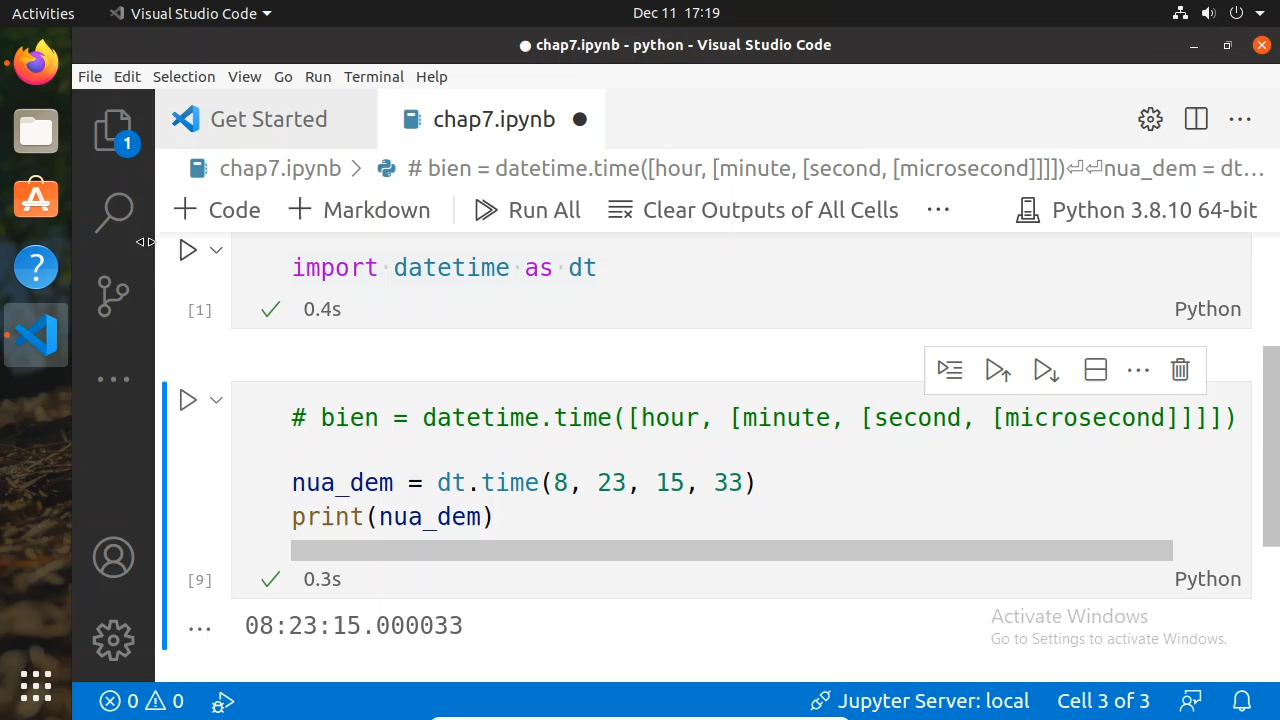 Activities
Visual Studio Code
Dec 11 17:19
● chap7.ipynb - python - Visual Studio Code
File Edit Selection View Go Run Terminal Help
1
Get Started
chap7.ipynb ●
chap7.ipynb > # bien = datetime.time([hour, [minute, [second, [microsecond]]]])⏎⏎nua_dem = dt...
+ Code + Markdown Run All Clear Outputs of All Cells ... Python 3.8.10 64-bit
import datetime as dt
[1] ✓ 0.4s Python
# bien = datetime.time([hour, [minute, [second, [microsecond]]]])
nua_dem = dt.time(8, 23, 15, 33)
print(nua_dem)
[9] ✓ 0.3s Python
... 08:23:15.000033
Activate Windows
Go to Settings to activate Windows.
0 0 Jupyter Server: local Cell 3 of 3